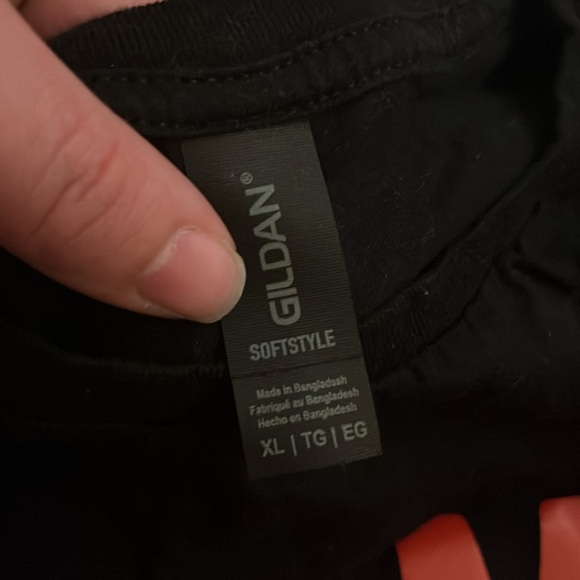 GILDAN®
SOFTSTYLE
Made in Bangladesh
Fabriqué au Bangladesh
Hecho en Bangladesh
XL | TG | EG